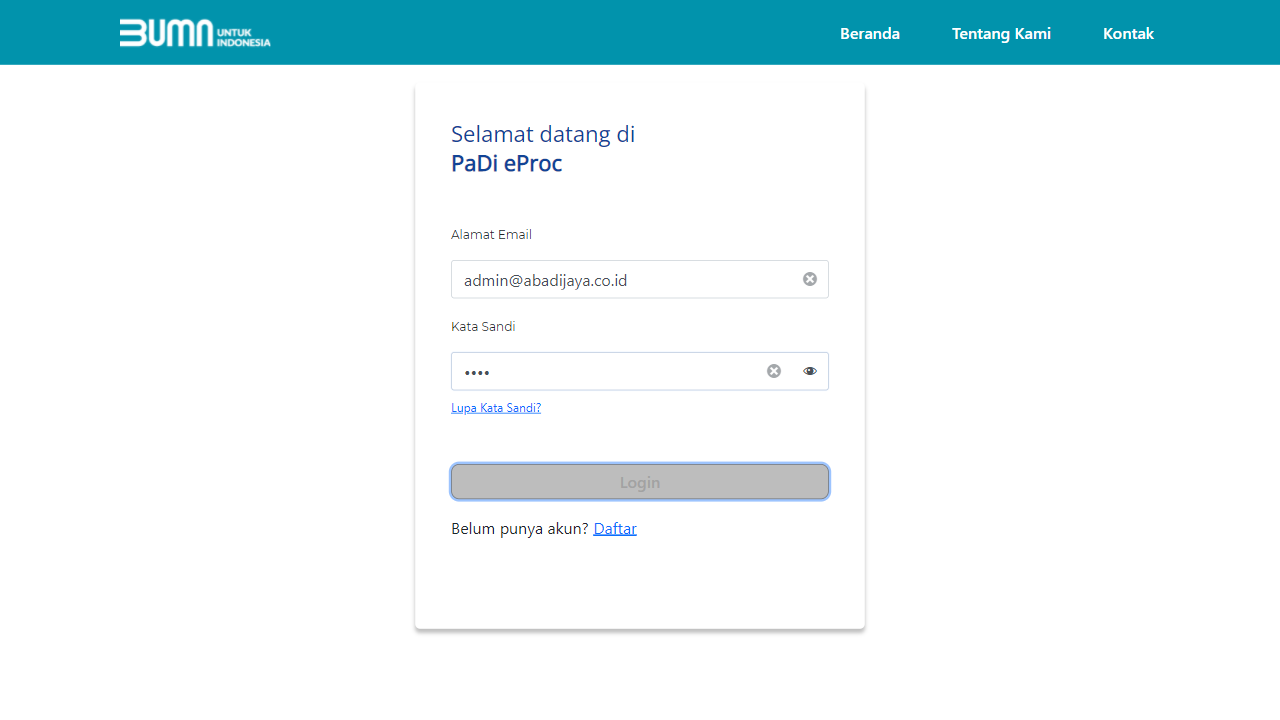 BUMN UNTUK
INDONESIA
Beranda
Tentang Kami
Kontak
Selamat datang di
PaDi eProc
Alamat Email
admin@abadijaya.co.id
Kata Sandi
••••
Lupa Kata Sandi?
Login
Belum punya akun? Daftar